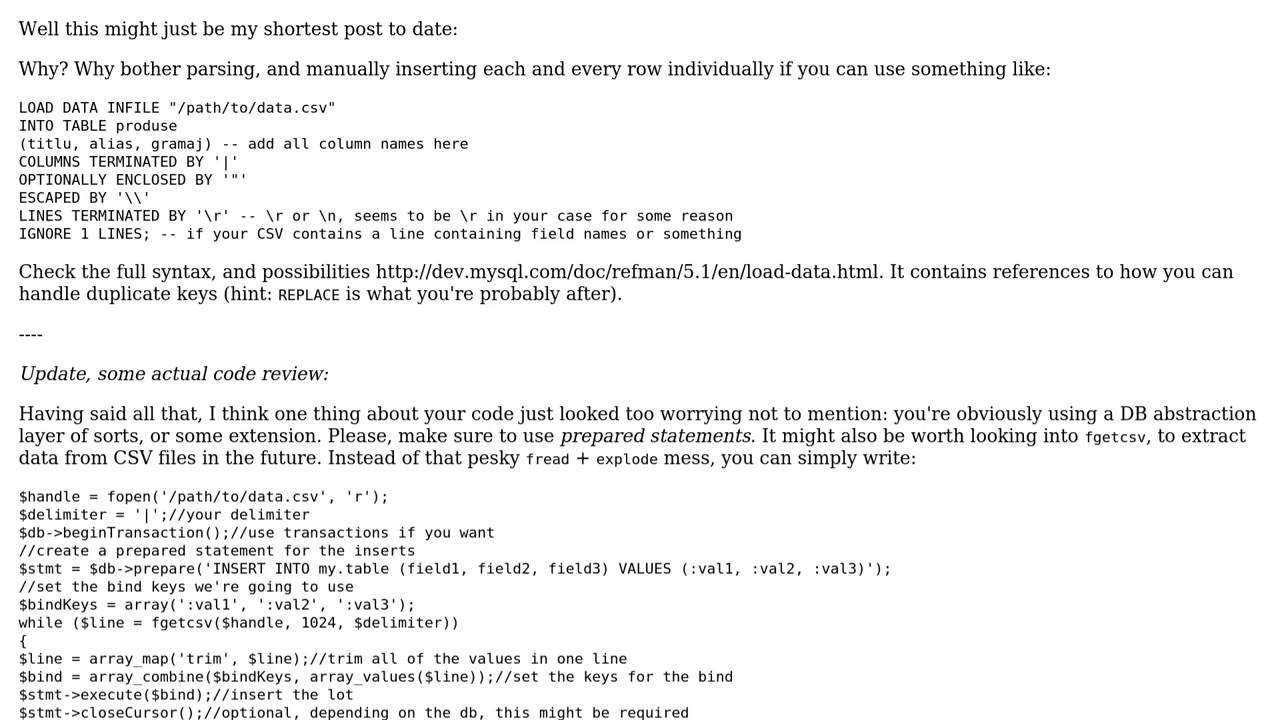 Well this might just be my shortest post to date:
Why? Why bother parsing, and manually inserting each and every row individually if you can use something like:
LOAD DATA INFILE "/path/to/data.csv"
INTO TABLE produse
(titlu, alias, gramaj) -- add all column names here
COLUMNS TERMINATED BY '|'
OPTIONALLY ENCLOSED BY '"'
ESCAPED BY '\\'
LINES TERMINATED BY '\r' -- \r or \n, seems to be \r in your case for some reason
IGNORE 1 LINES; -- if your CSV contains a line containing field names or something
Check the full syntax, and possibilities http://dev.mysql.com/doc/refman/5.1/en/load-data.html. It contains references to how you can
handle duplicate keys (hint: REPLACE is what you're probably after).
----
Update, some actual code review:
Having said all that, I think one thing about your code just looked too worrying not to mention: you're obviously using a DB abstraction
layer of sorts, or some extension. Please, make sure to use prepared statements. It might also be worth looking into fgetcsv, to extract
data from CSV files in the future. Instead of that pesky fread + explode mess, you can simply write:
$handle = fopen('/path/to/data.csv', 'r');
$delimiter = '|';//your delimiter
$db->beginTransaction();//use transactions if you want
//create a prepared statement for the inserts
$stmt = $db->prepare('INSERT INTO my.table (field1, field2, field3) VALUES (:val1, :val2, :val3)');
//set the bind keys we're going to use
$bindKeys = array(':val1', ':val2', ':val3');
while ($line = fgetcsv($handle, 1024, $delimiter))
{
$line = array_map('trim', $line);//trim all of the values in one line
$bind = array_combine($bindKeys, array_values($line));//set the keys for the bind
$stmt->execute($bind);//insert the lot
$stmt->closeCursor();//optional, depending on the db, this might be required